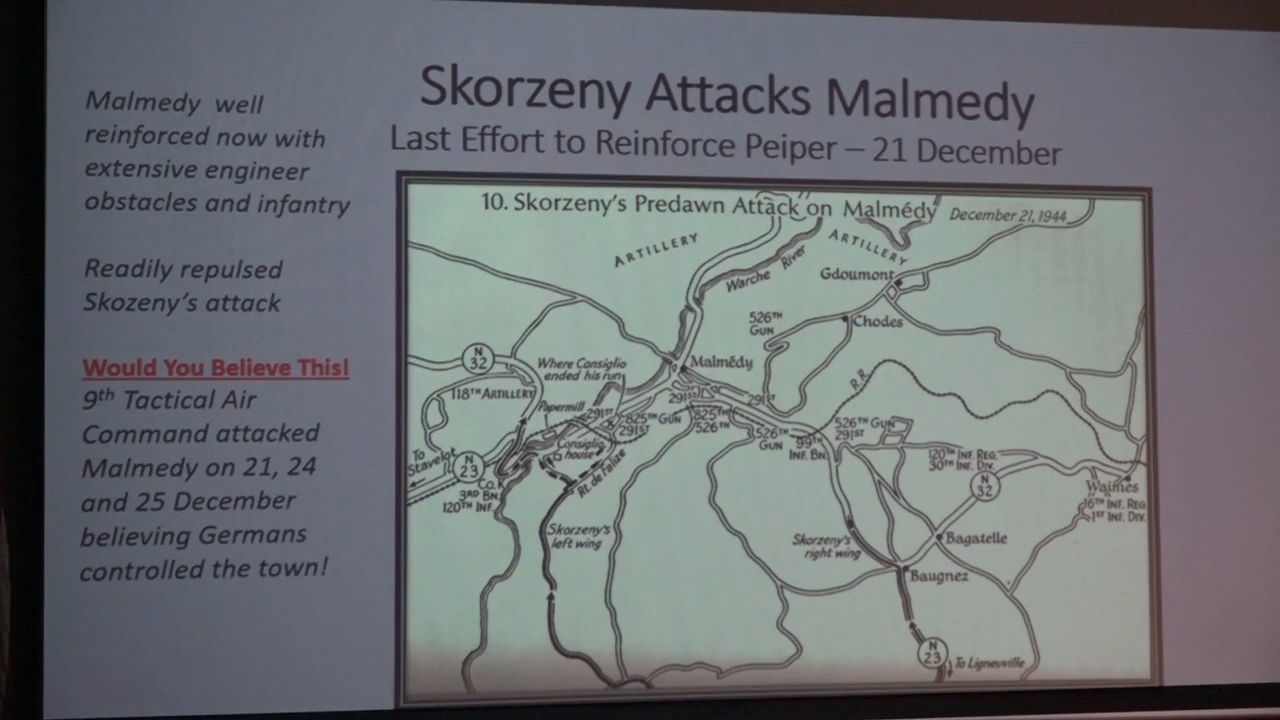 Skorzeny Attacks Malmedy
Last Effort to Reinforce Peiper – 21 December
Malmedy well
reinforced now with
extensive engineer
obstacles and infantry
Readily repulsed
Skozeny's attack
Would You Believe This!
9th Tactical Air
Command attacked
Malmedy on 21, 24
and 25 December
believing Germans
controlled the town!
10. Skorzeny's Predawn Attack on Malmédy
December 21, 1944
ARTILLERY
ARTILLERY
Warche River
Gdoumont
526TH
GUN
Chodes
N
32
Where Consiglio
ended his run
Malmédy
R.R.
118TH ARTILLERY
Papermill
291ST
825TH GUN
291ST
291ST
825TH
526TH
291ST
526TH
GUN
99TH
INF. BN.
526TH GUN
291ST
Consiglio
house
Rt. de Falize
To
Stavelot
N
23
Co. K
3RD BN.
120TH INF.
120TH INF. REG.
30TH INF. DIV.
N
32
Waimes
16TH INF. REG.
1ST INF. DIV.
Skorzeny's
left wing
Skorzeny's
right wing
Bagatelle
Baugnez
N
23
To Ligneuville